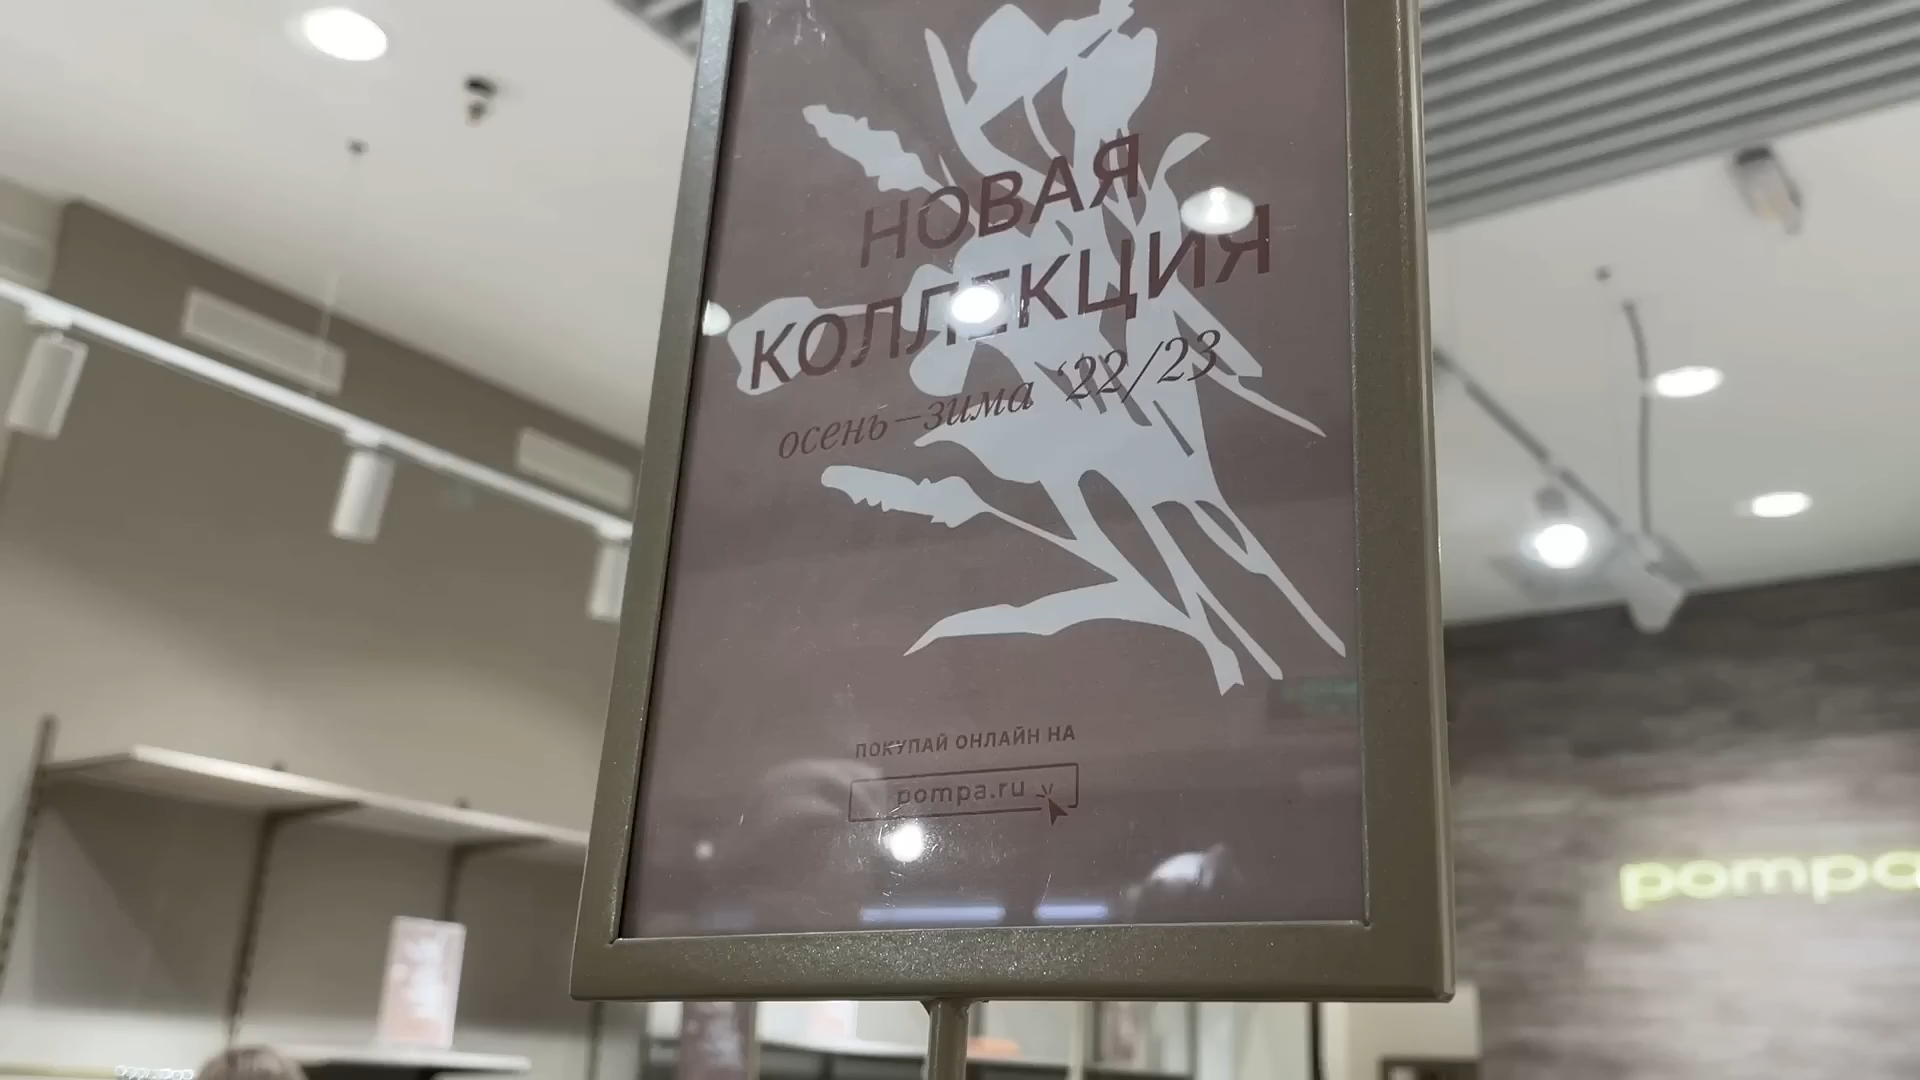 НОВАЯ
КОЛЛЕКЦИЯ
осень–зима ‘22/23
ПОКУПАЙ ОНЛАЙН НА
pompa.ru
pompa